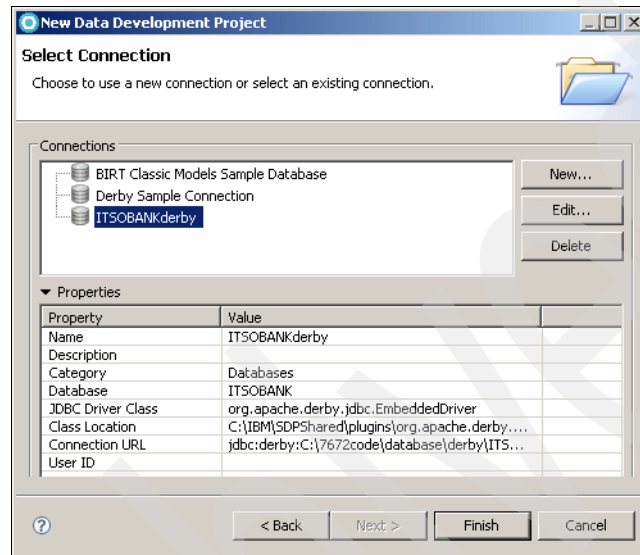 New Data Development Project
Select Connection
Choose to use a new connection or select an existing connection.
Connections
BIRT Classic Models Sample Database
Derby Sample Connection
ITSOBANKderby
New...
Edit...
Delete
Properties
Property Value
Name ITSOBANKderby
Description
Category Databases
Database ITSOBANK
JDBC Driver Class org.apache.derby.jdbc.EmbeddedDriver
Class Location C:\IBM\SDPShared\plugins\org.apache.derby....
Connection URL jdbc:derby:C:\7672code\database\derby\ITS...
User ID
? < Back Next > Finish Cancel